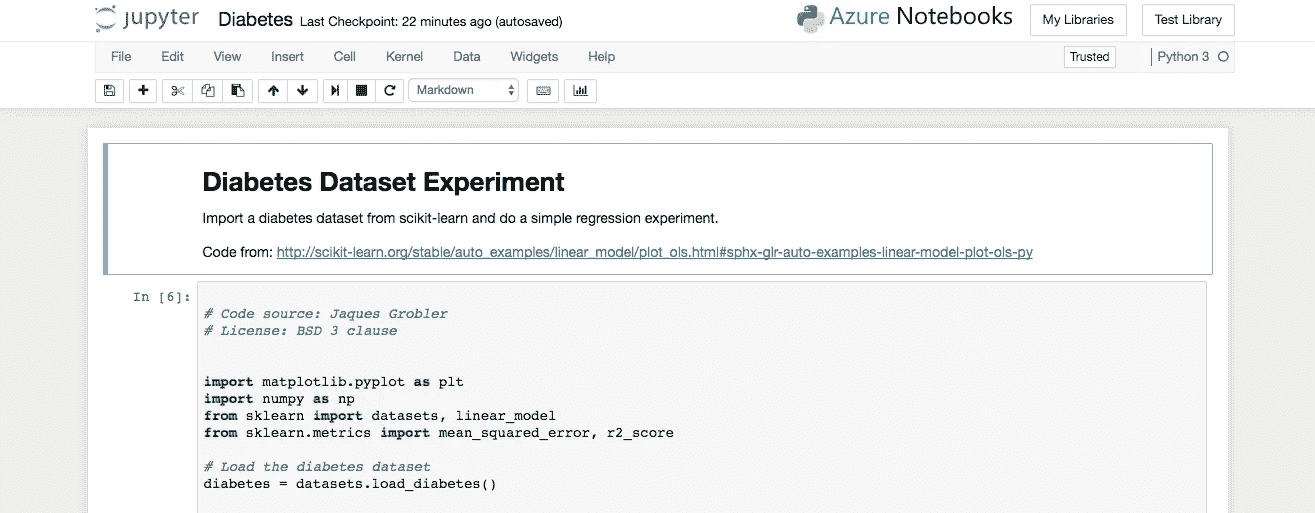 jupyter Diabetes Last Checkpoint: 22 minutes ago (autosaved) Azure Notebooks My Libraries Test Library
File Edit View Insert Cell Kernel Data Widgets Help Trusted Python 3
Markdown
Diabetes Dataset Experiment
Import a diabetes dataset from scikit-learn and do a simple regression experiment.
Code from: http://scikit-learn.org/stable/auto_examples/linear_model/plot_ols.html#sphx-glr-auto-examples-linear-model-plot-ols-py
In [6]:
# Code source: Jaques Grobler
# License: BSD 3 clause
import matplotlib.pyplot as plt
import numpy as np
from sklearn import datasets, linear_model
from sklearn.metrics import mean_squared_error, r2_score
# Load the diabetes dataset
diabetes = datasets.load_diabetes()